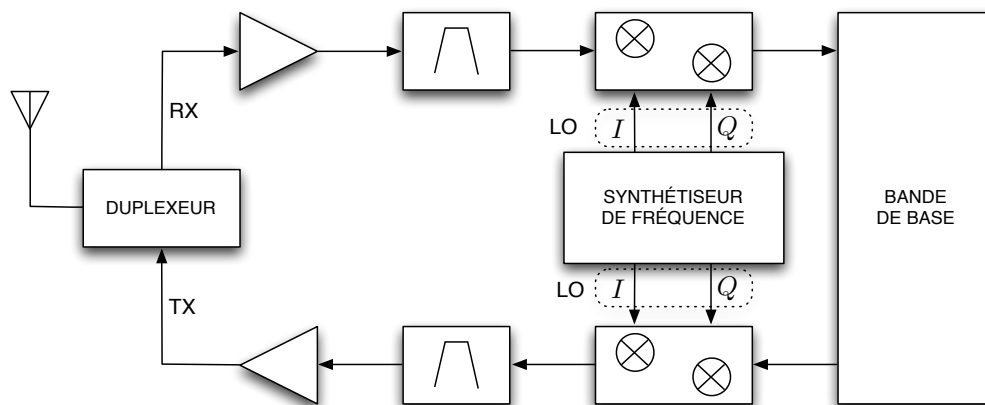 RX
LO
I
Q
DUPLEXEUR
SYNTHÉTISEUR
DE FRÉQUENCE
BANDE
DE BASE
LO
I
Q
TX